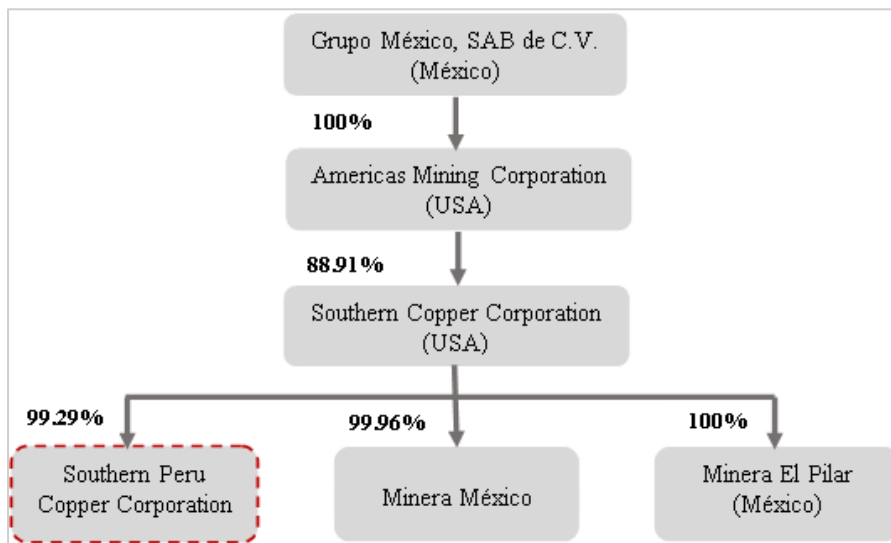 Grupo México, SAB de C.V.
(México)
100%
Americas Mining Corporation
(USA)
88.91%
Southern Copper Corporation
(USA)
99.29%
99.96%
100%
Southern Peru
Copper Corporation
Minera México
Minera El Pilar
(México)